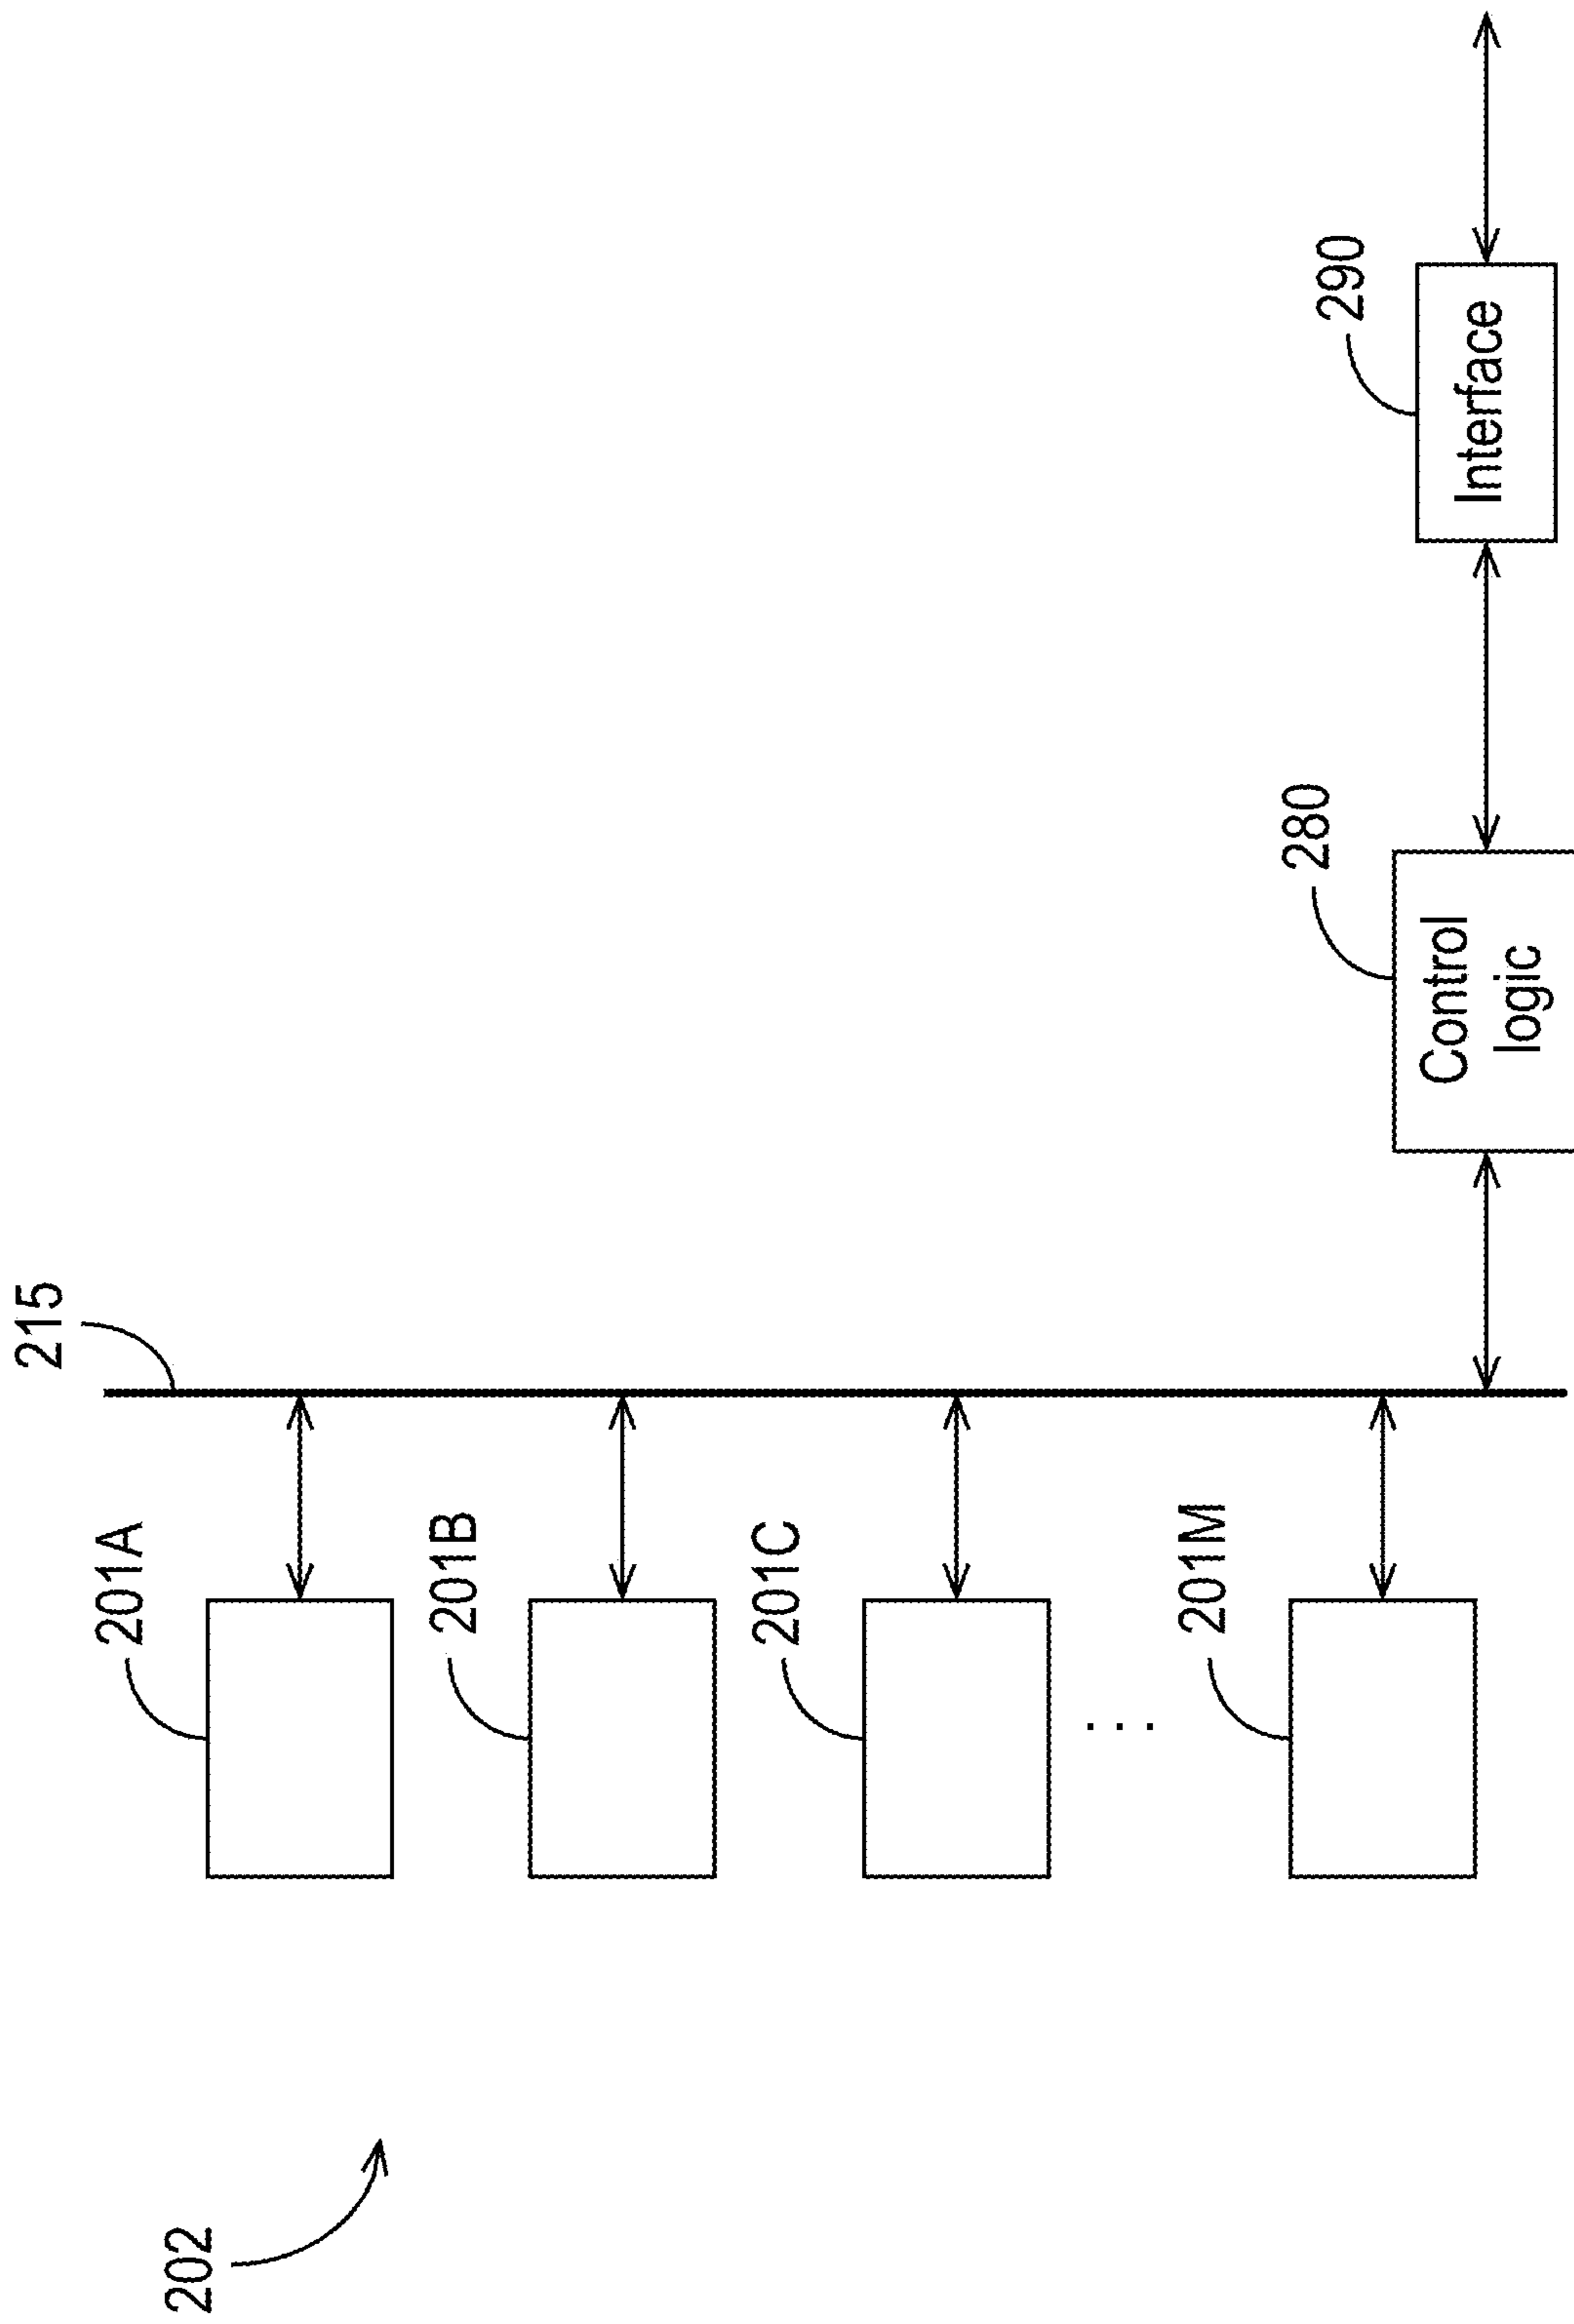 202
201A
201B
201C
. . .
201M
215
280
Control
logic
290
Interface